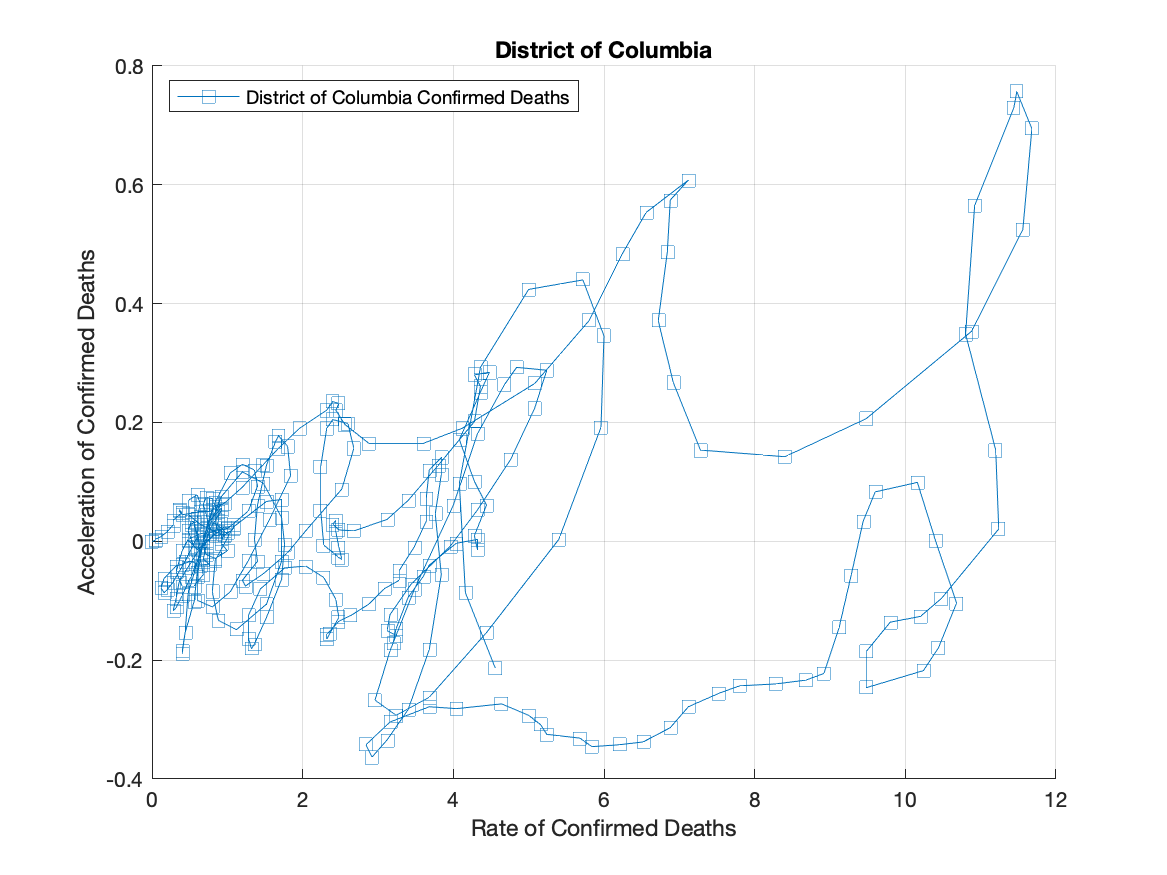 District of Columbia
District of Columbia Confirmed Deaths
Acceleration of Confirmed Deaths
0.8
0.6
0.4
0.2
0
-0.2
-0.4
0 2 4 6 8 10 12
Rate of Confirmed Deaths